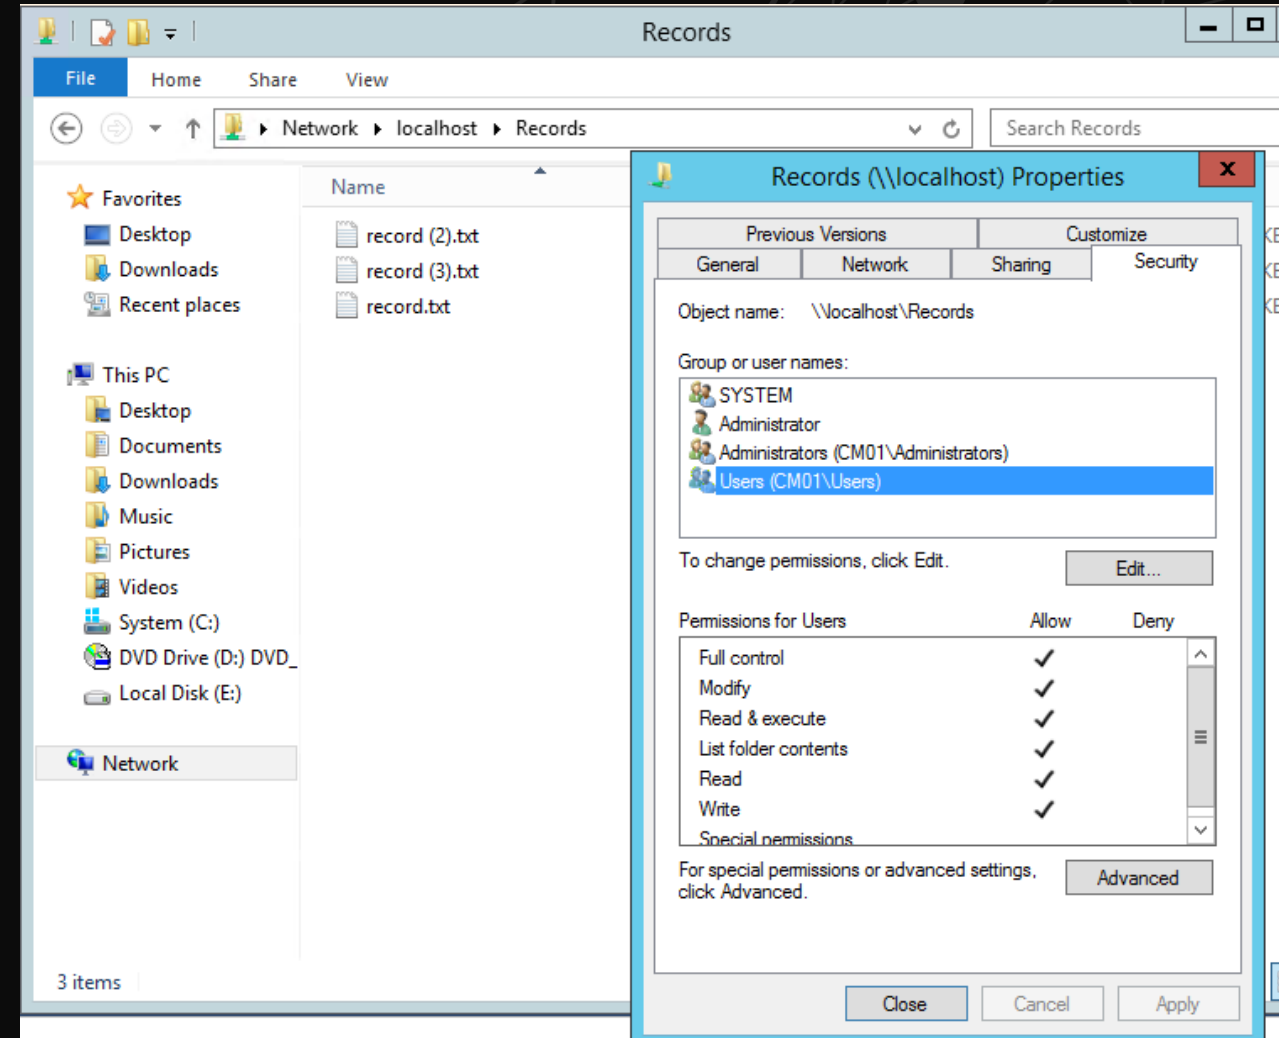 Records
File Home Share View
Network localhost Records
Search Records
Favorites
Desktop
Downloads
Recent places
This PC
Desktop
Documents
Downloads
Music
Pictures
Videos
System (C:)
DVD Drive (D:) DVD_
Local Disk (E:)
Network
3 items
Name
record (2).txt
record (3).txt
record.txt
Records (\\localhost) Properties
Previous Versions Customize
General Network Sharing Security
Object name: \\localhost\Records
Group or user names:
SYSTEM
Administrator
Administrators (CM01\Administrators)
Users (CM01\Users)
To change permissions, click Edit.
Edit...
Permissions for Users Allow Deny
Full control
Modify
Read & execute
List folder contents
Read
Write
Special permissions
For special permissions or advanced settings,
click Advanced.
Advanced
Close Cancel Apply